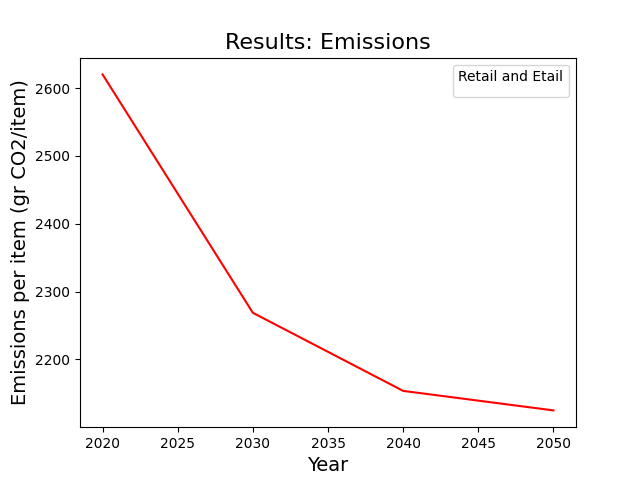 Results: Emissions
Retail and Etail
Emissions per item (gr CO2/item)
2600
2500
2400
2300
2200
2020 2025 2030 2035 2040 2045 2050
Year